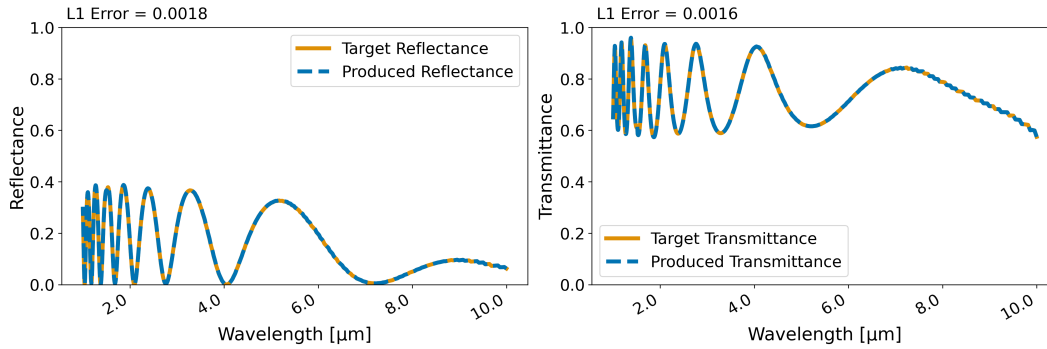 L1 Error = 0.0018
1.0
0.8
0.6
0.4
0.2
0.0
Reflectance
Target Reflectance
Produced Reflectance
2.0
4.0
6.0
8.0
10.0
Wavelength [μm]
L1 Error = 0.0016
1.0
0.8
0.6
0.4
0.2
0.0
Transmittance
Target Transmittance
Produced Transmittance
2.0
4.0
6.0
8.0
10.0
Wavelength [μm]